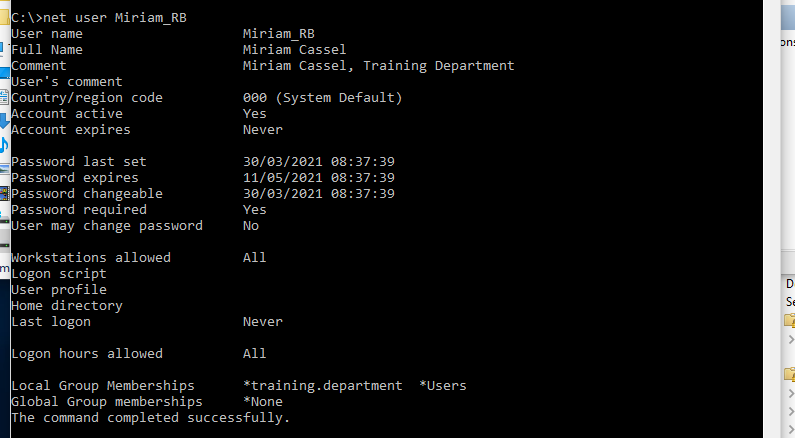 C:\>net user Miriam_RB
User name Miriam_RB
Full Name Miriam Cassel
Comment Miriam Cassel, Training Department
User's comment
Country/region code 000 (System Default)
Account active Yes
Account expires Never
Password last set 30/03/2021 08:37:39
Password expires 11/05/2021 08:37:39
Password changeable 30/03/2021 08:37:39
Password required Yes
User may change password No
Workstations allowed All
Logon script
User profile
Home directory
Last logon Never
Logon hours allowed All
Local Group Memberships *training.department *Users
Global Group memberships *None
The command completed successfully.